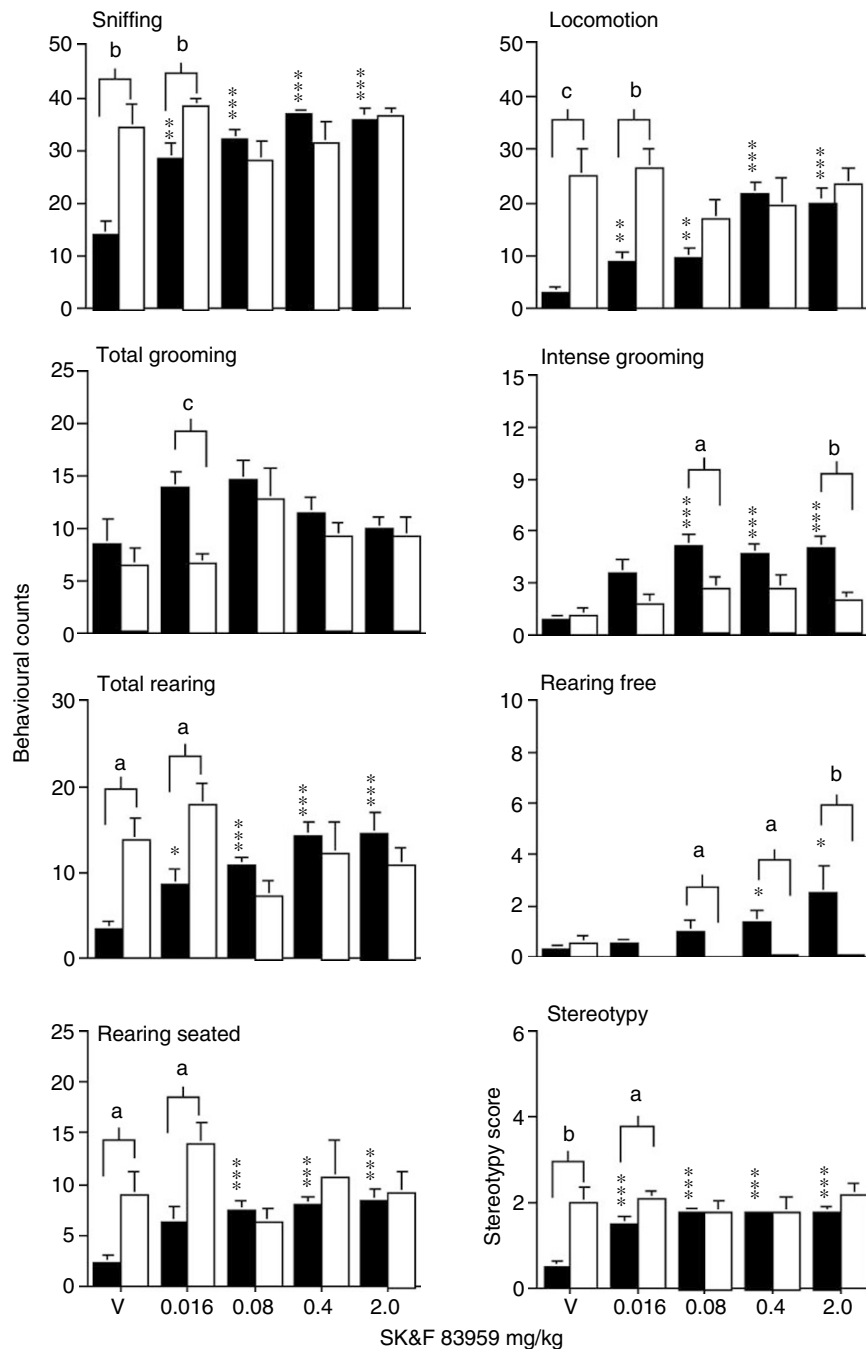 Sniffing
50
40
30
20
10
0
b
b
**
***
***
***
Locomotion
50
40
30
20
10
0
c
b
**
**
***
***
Total grooming
25
20
15
10
5
0
c
Intense grooming
15
12
9
6
3
0
a
b
***
***
***
Behavioural counts
Total rearing
30
20
10
0
a
a
*
***
***
***
Rearing free
10
8
6
4
2
0
a
a
b
*
*
Rearing seated
25
20
15
10
5
0
a
a
***
***
***
V 0.016 0.08 0.4 2.0
Stereotypy
Stereotypy score
6
4
2
0
b
a
***
***
***
***
V 0.016 0.08 0.4 2.0
SK&F 83959 mg/kg